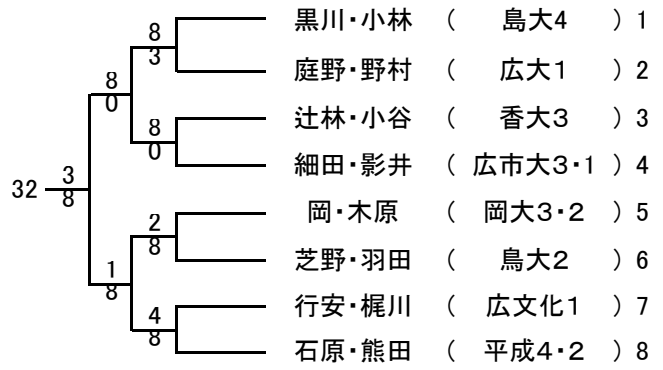 黒川・小林 ( 島大4 ) 1
8
3
庭野・野村 ( 広大1 ) 2
8
0
辻林・小谷 ( 香大3 ) 3
8
0
細田・影井 ( 広市大3・1 ) 4
32
3
8
岡・木原 ( 岡大3・2 ) 5
2
8
芝野・羽田 ( 鳥大2 ) 6
1
8
行安・梶川 ( 広文化1 ) 7
4
8
石原・熊田 ( 平成4・2 ) 8